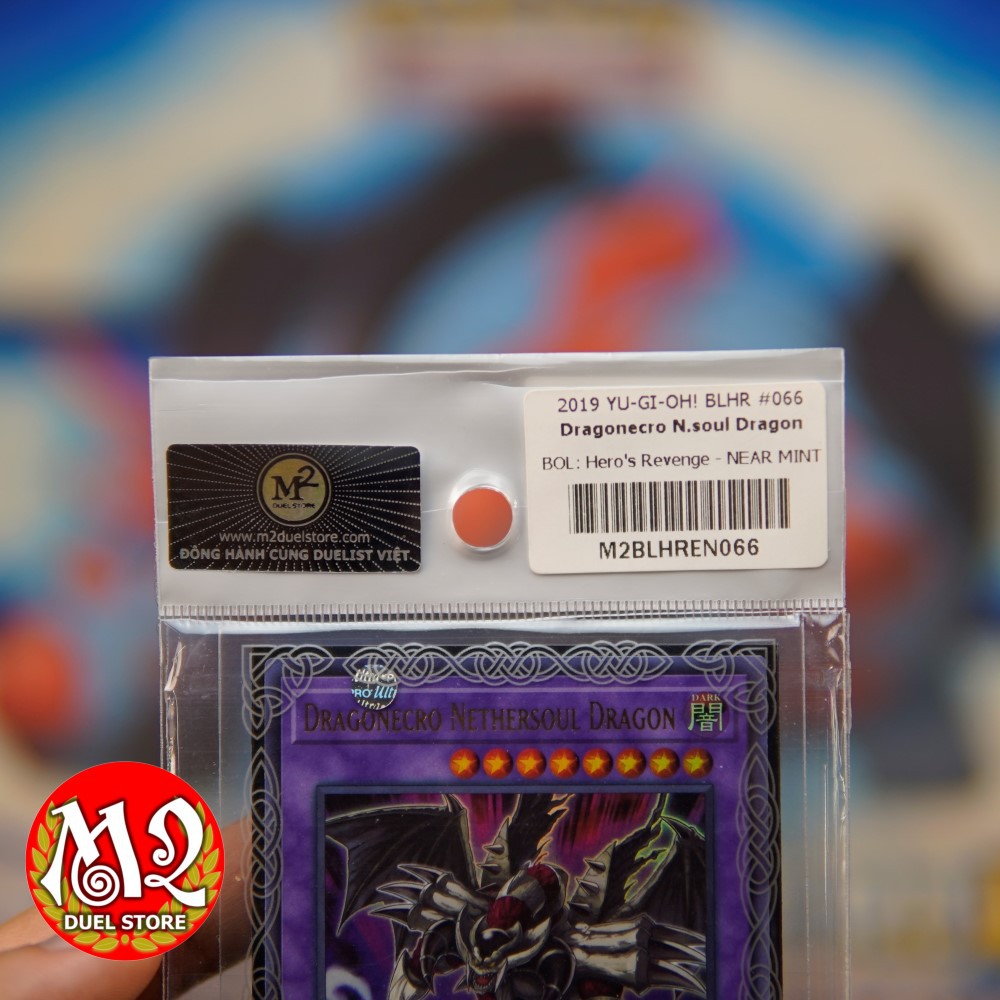 2019 YU-GI-OH! BLHR #066
Dragonecro N.soul Dragon
BOL: Hero's Revenge - NEAR MINT
M2BLHREN066
M2
DUEL STORE
www.m2duelstore.com
ĐỒNG HÀNH CÙNG DUELIST VIỆT
DRAGONECRO NETHERSOUL DRAGON
DARK
闇
M2
DUEL STORE